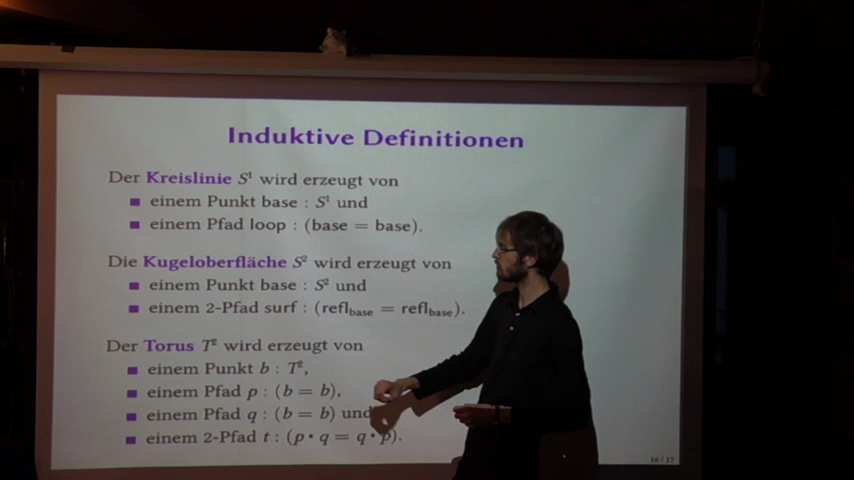 Induktive Definitionen
Der Kreislinie S¹ wird erzeugt von
■ einem Punkt base : S¹ und
■ einem Pfad loop : (base = base).
Die Kugeloberfläche S² wird erzeugt von
■ einem Punkt base : S² und
■ einem 2-Pfad surf : (refl_base = refl_base).
Der Torus T² wird erzeugt von
■ einem Punkt b : T²,
■ einem Pfad p : (b = b),
■ einem Pfad q : (b = b) und
■ einem 2-Pfad t : (p • q = q • p).
16 / 17